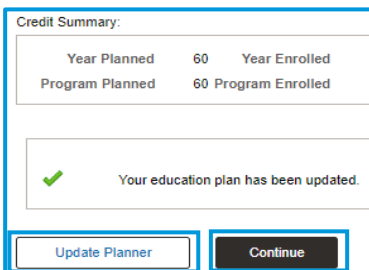 Credit Summary:
Year Planned 60 Year Enrolled
Program Planned 60 Program Enrolled
Your education plan has been updated.
Update Planner Continue